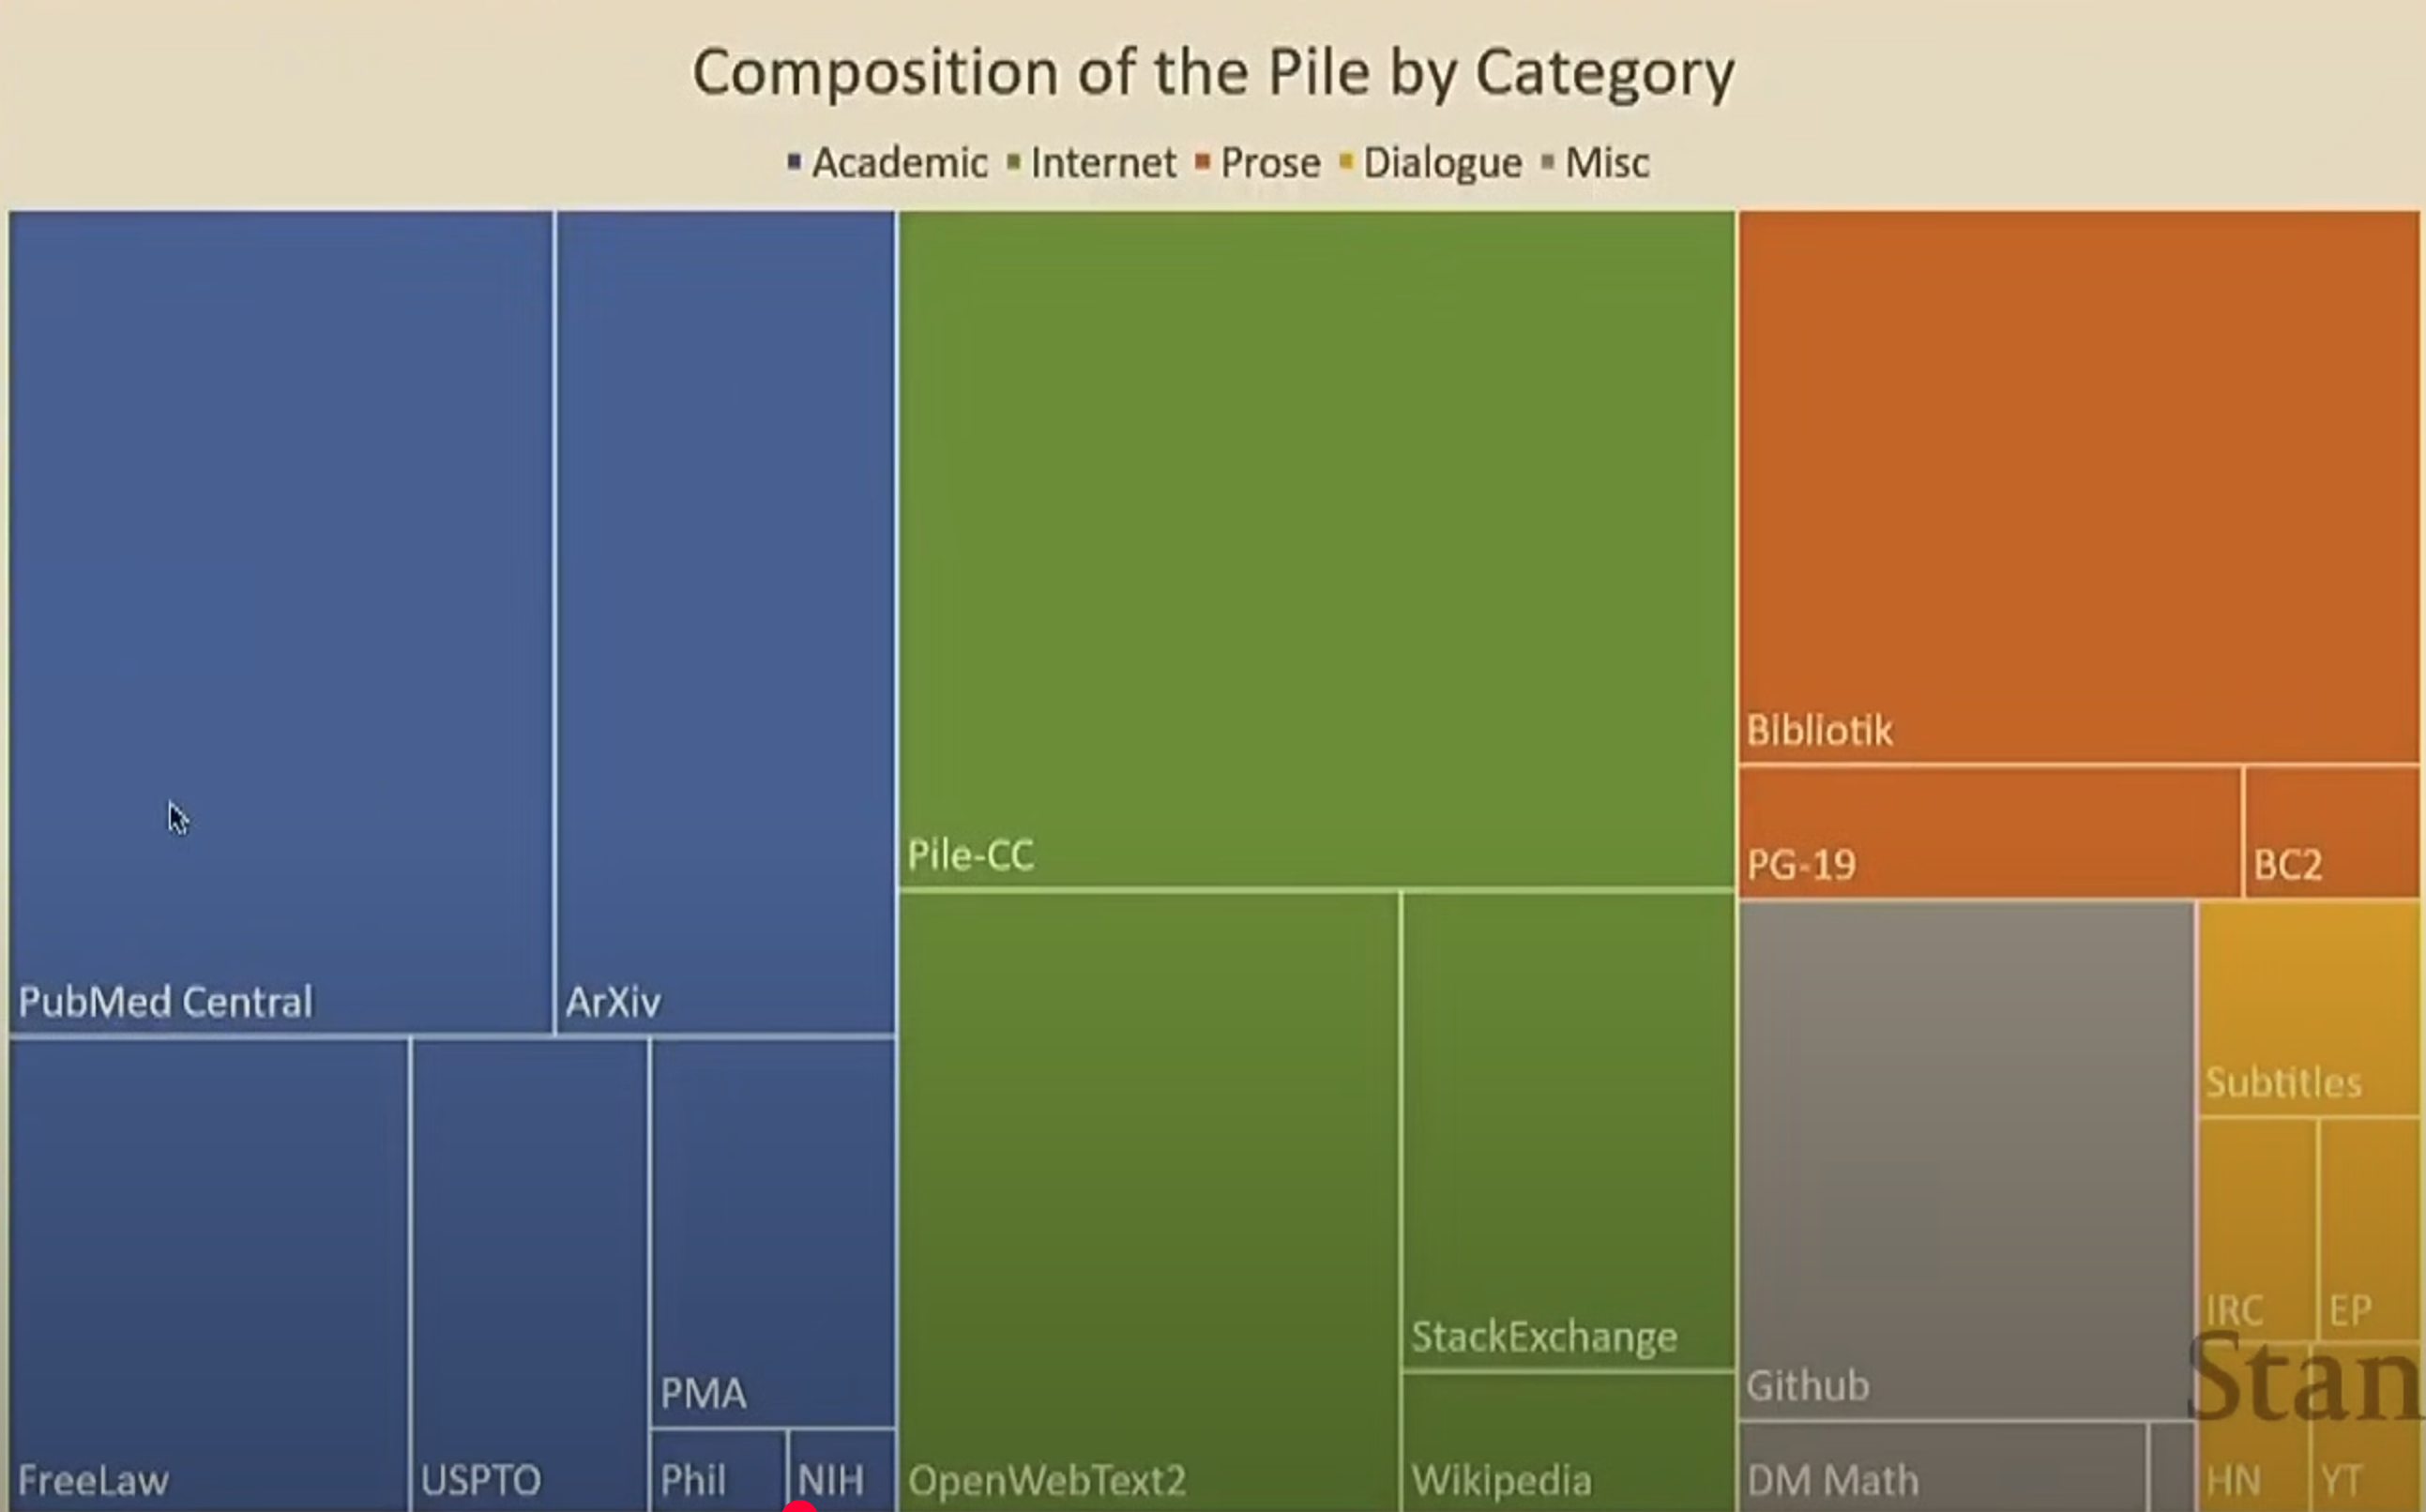 Composition of the Pile by Category
Academic Internet Prose Dialogue Misc
Bibliotik
Pile-CC
PG-19
BC2
PubMed Central
ArXiv
Subtitles
IRC
EP
StackExchange
Github
PMA
Stan
FreeLaw
USPTO
Phil
NIH
OpenWebText2
Wikipedia
DM Math
HN
YT